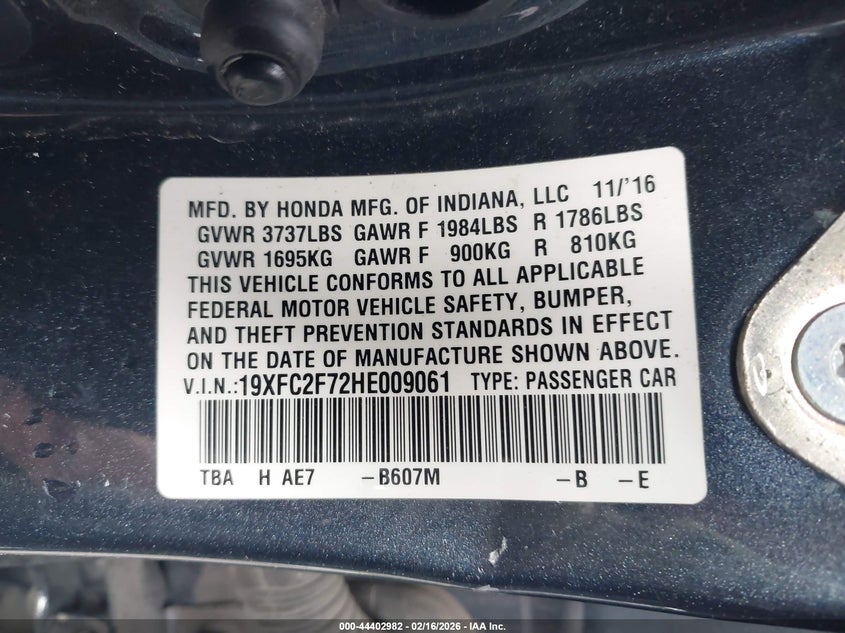 MFD. BY HONDA MFG. OF INDIANA, LLC 11/'16
GVWR 3737LBS GAWR F 1984LBS R 1786LBS
GVWR 1695KG GAWR F 900KG R 810KG
THIS VEHICLE CONFORMS TO ALL APPLICABLE
FEDERAL MOTOR VEHICLE SAFETY, BUMPER,
AND THEFT PREVENTION STANDARDS IN EFFECT
ON THE DATE OF MANUFACTURE SHOWN ABOVE.
V.I.N.:19XFC2F72HE009061 TYPE: PASSENGER CAR
TBA H AE7 -B607M -B -E
000-44402982 - 02/16/2026 - IAA Inc.